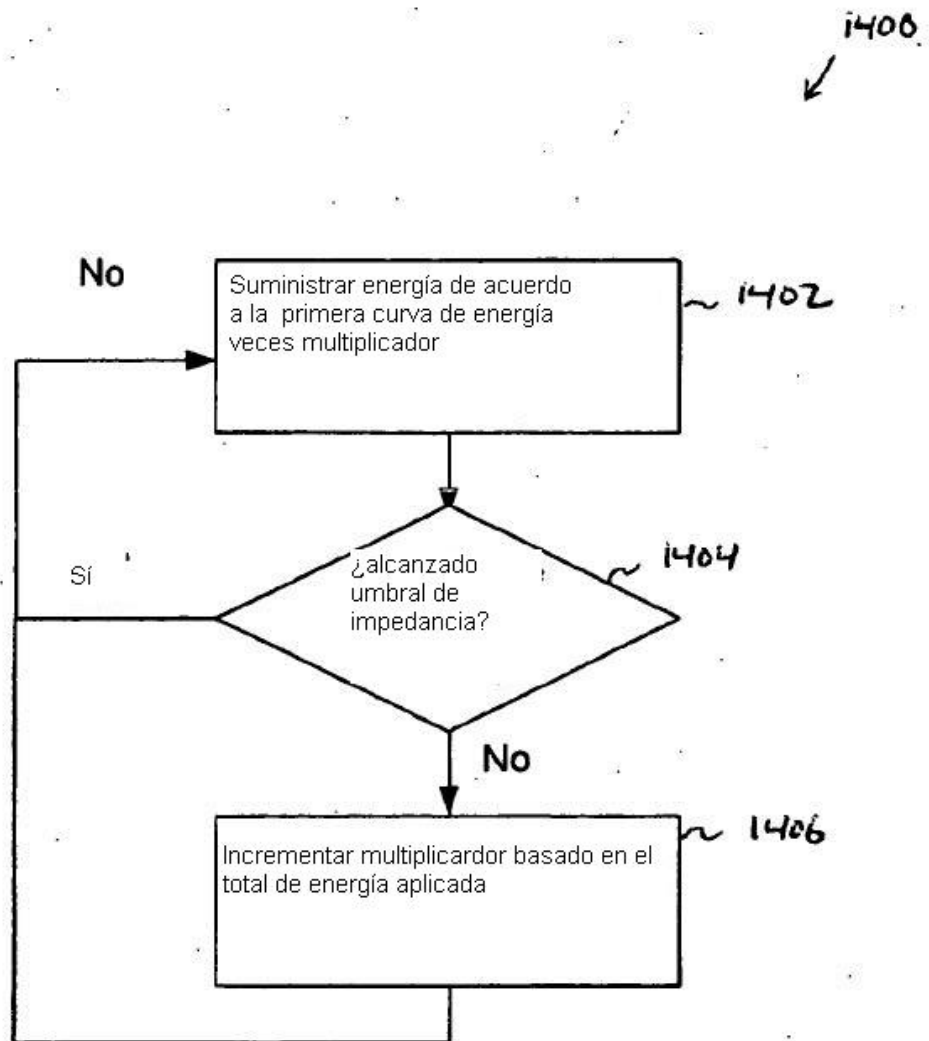 1400
No
Suministrar energía de acuerdo
a la primera curva de energía
veces multiplicador
1402
¿alcanzado
umbral de
impedancia?
1404
Sí
No
Incrementar multiplicardor basado en el
total de energía aplicada
1406